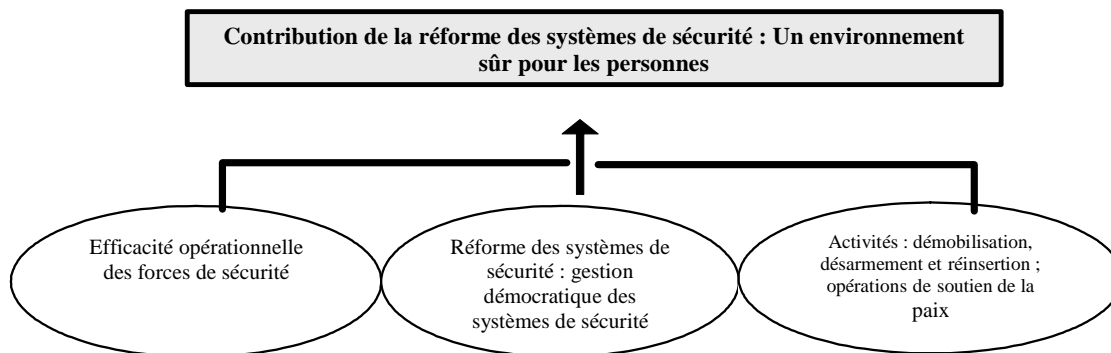 Contribution de la réforme des systèmes de sécurité : Un environnement
sûr pour les personnes
Efficacité opérationnelle
des forces de sécurité
Réforme des systèmes de
sécurité : gestion
démocratique des
systèmes de sécurité
Activités : démobilisation,
désarmement et réinsertion ;
opérations de soutien de la
paix